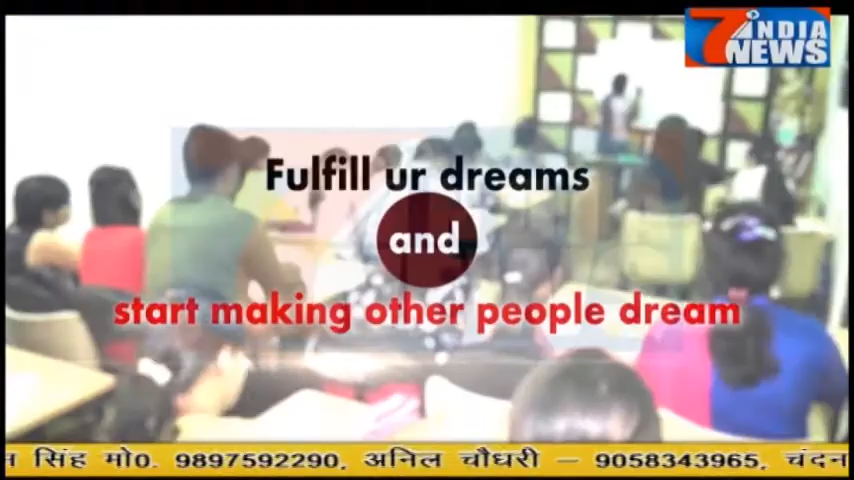 7 INDIA
NEWS
Fulfill ur dreams
and
start making other people dream
सिंह मो0. 9897592290, अनिल चौधरी – 9058343965, चंदन